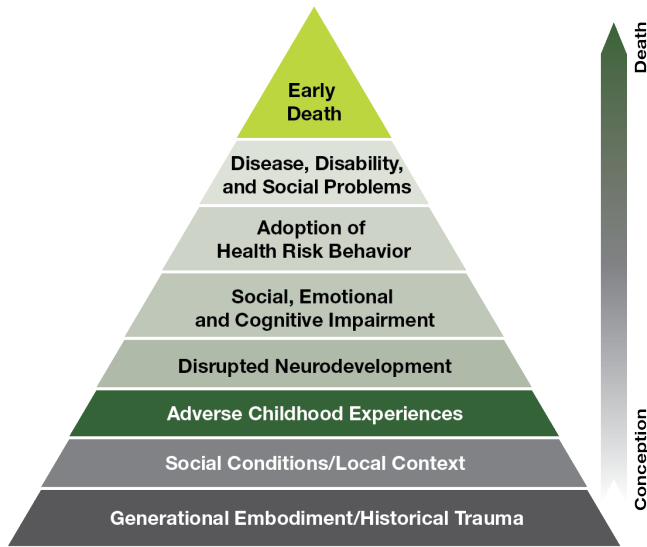 Early
Death
Disease, Disability,
and Social Problems
Adoption of
Health Risk Behavior
Social, Emotional
and Cognitive Impairment
Disrupted Neurodevelopment
Adverse Childhood Experiences
Social Conditions/Local Context
Generational Embodiment/Historical Trauma
Death
Conception